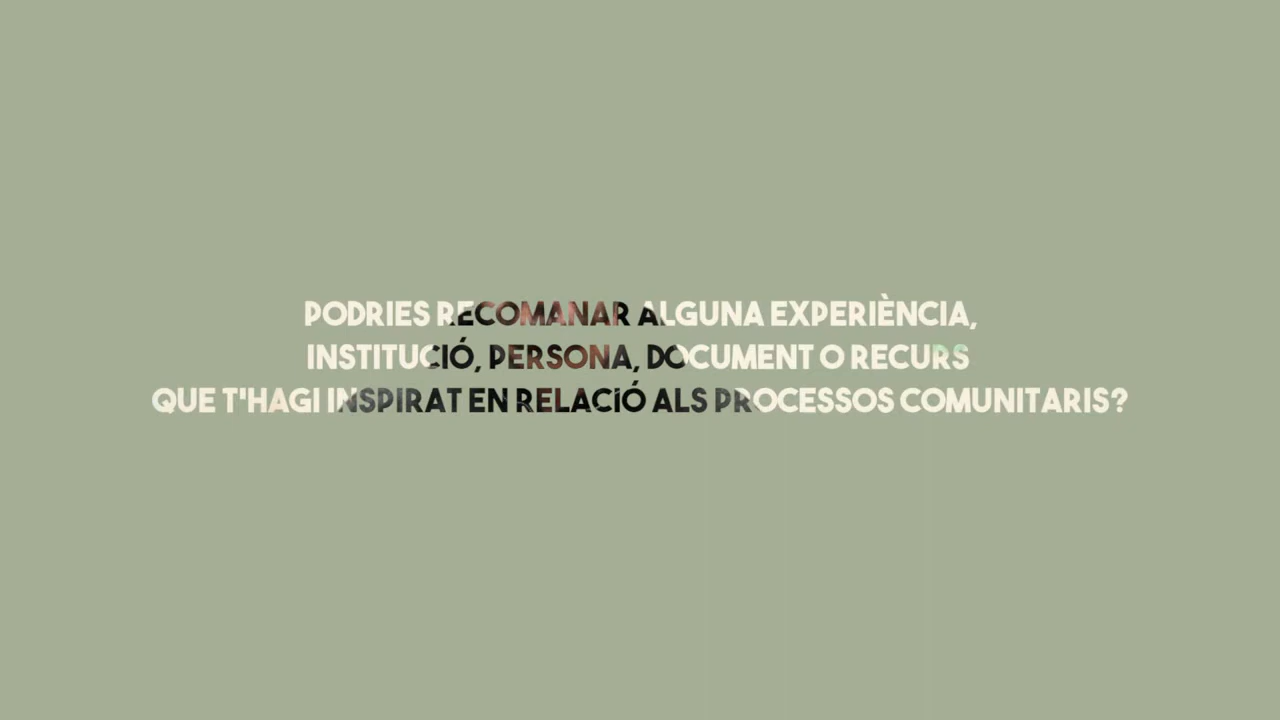 PODRIES RECOMANAR ALGUNA EXPERIÈNCIA,
INSTITUCIÓ, PERSONA, DOCUMENT O RECURS
QUE T'HAGI INSPIRAT EN RELACIÓ ALS PROCESSOS COMUNITARIS?